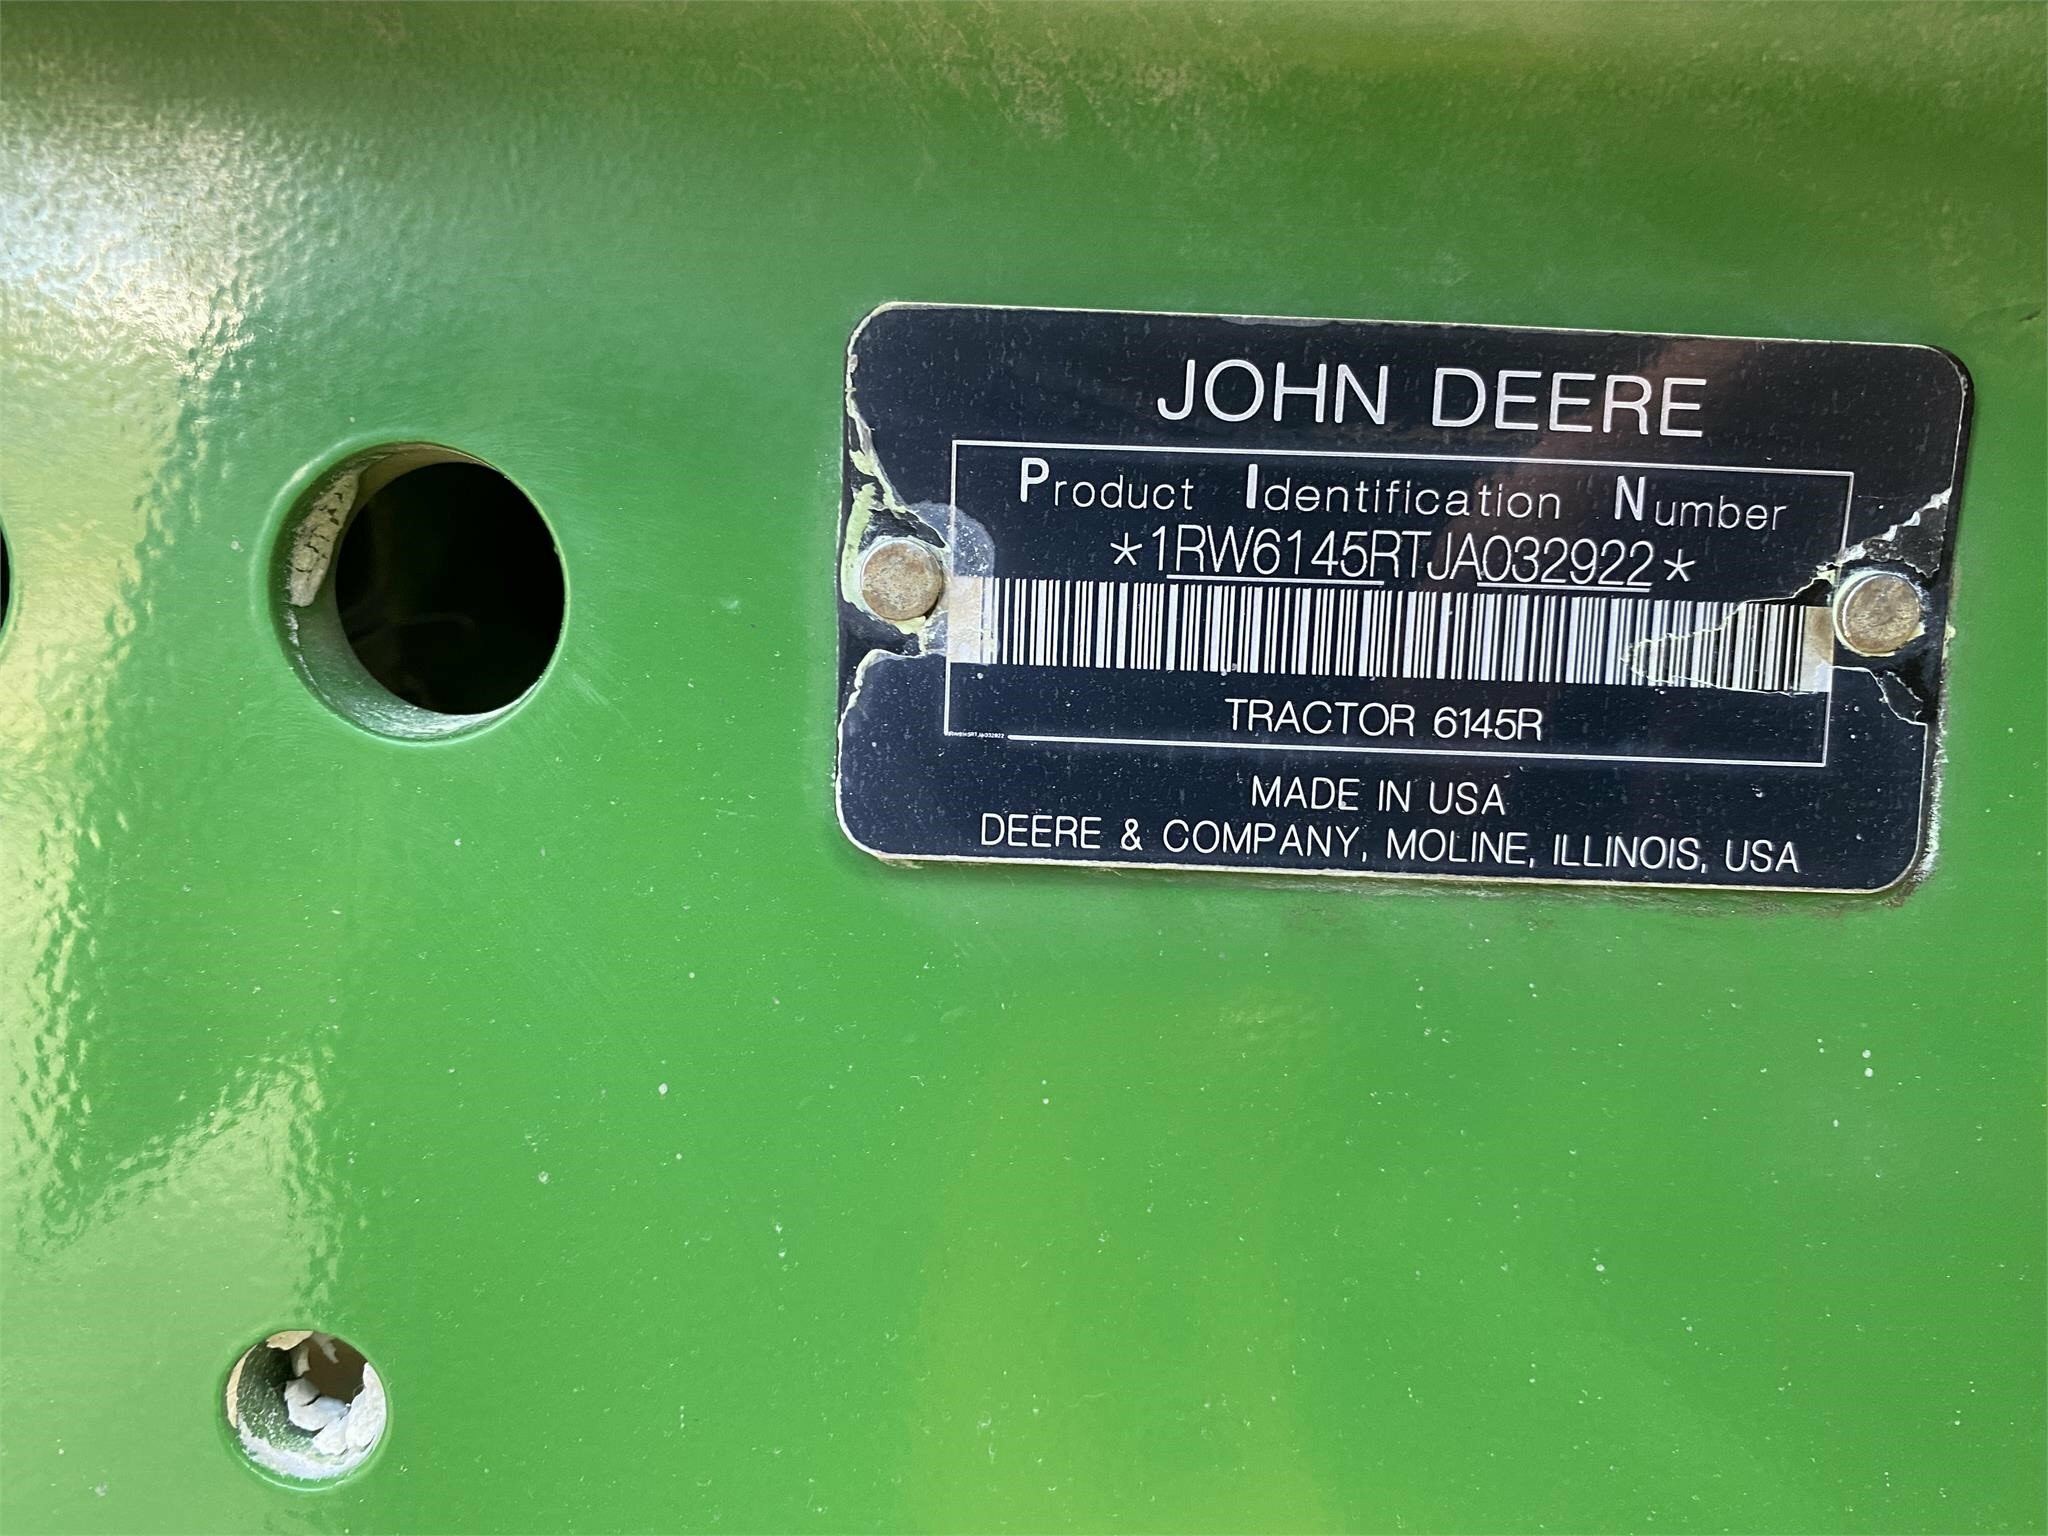 JOHN DEERE
Product Identification Number
*1RW6145RTJA032922*
TRACTOR 6145R
MADE IN USA
DEERE & COMPANY, MOLINE, ILLINOIS, USA